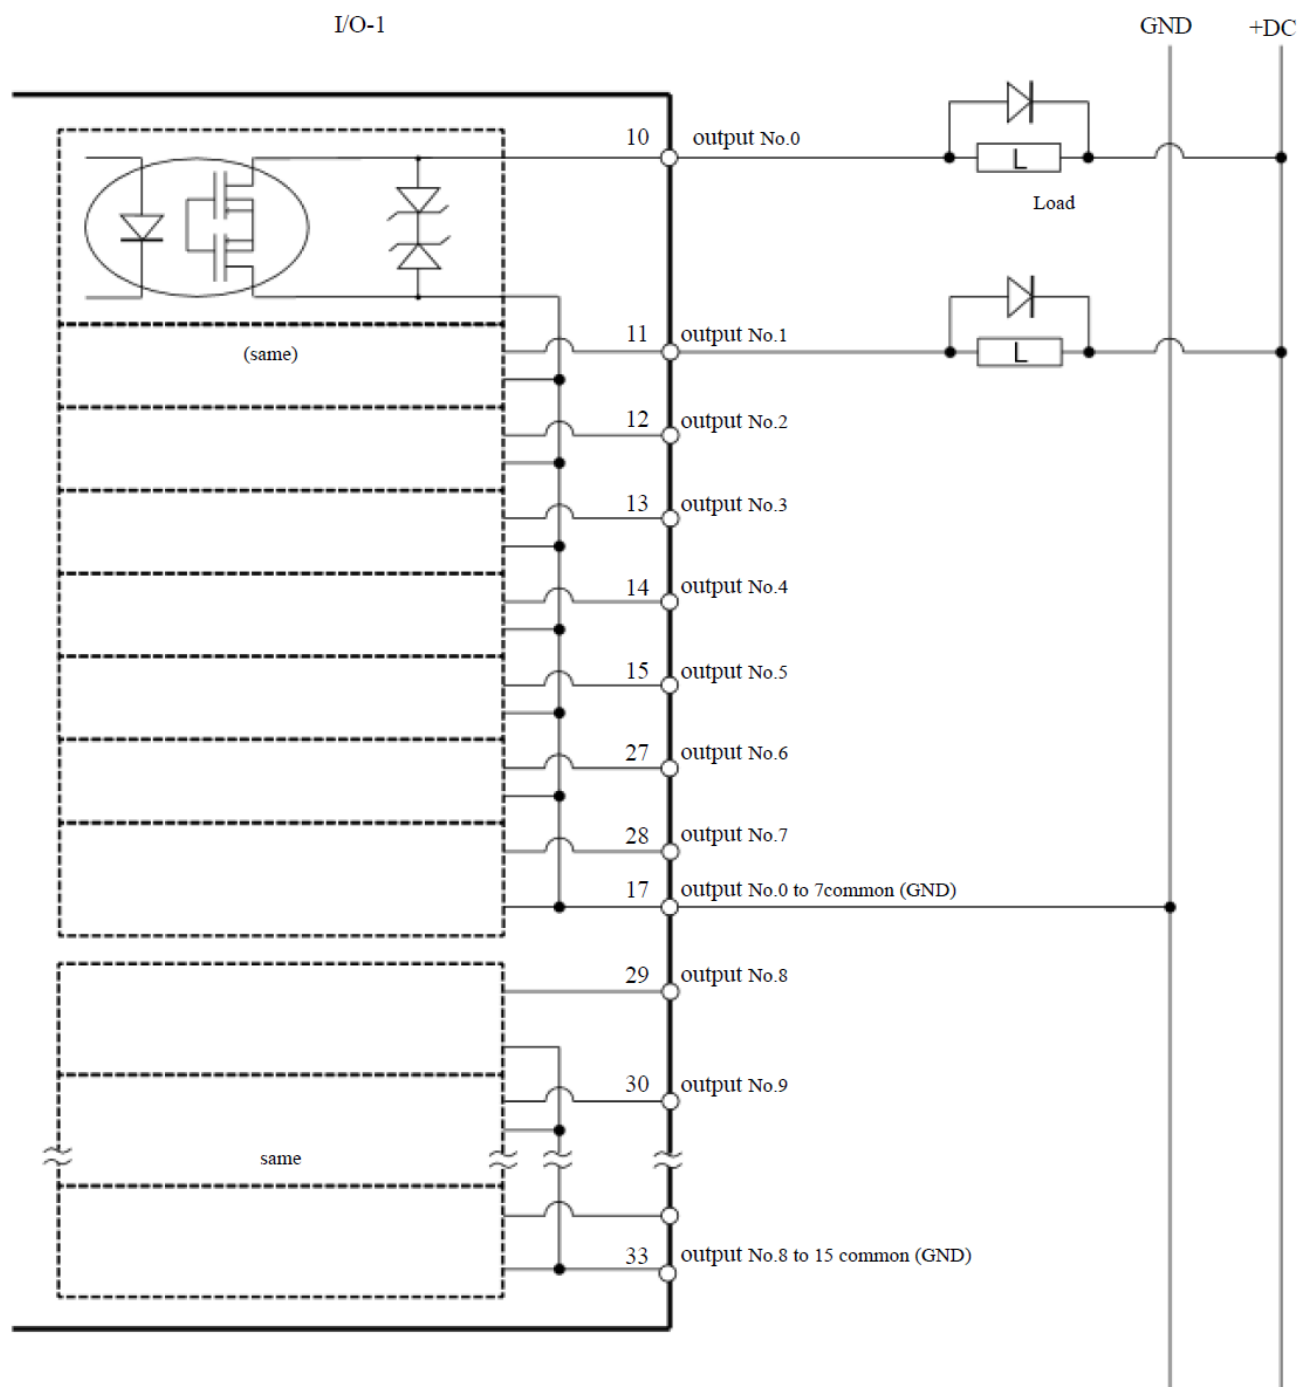 I/O-1
GND
+DC
10
output No.0
L
Load
11
output No.1
L
(same)
12
output No.2
13
output No.3
14
output No.4
15
output No.5
27
output No.6
28
output No.7
17
output No.0 to 7common (GND)
29
output No.8
30
output No.9
same
33
output No.8 to 15 common (GND)